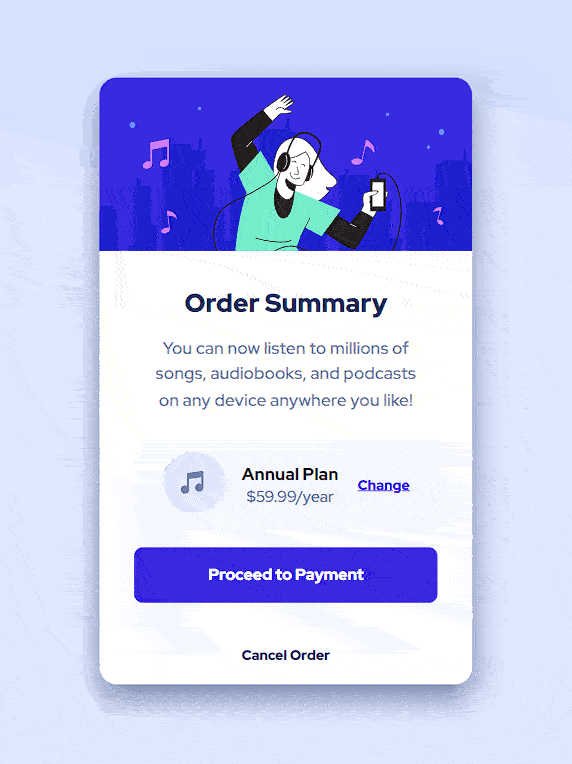 Order Summary
You can now listen to millions of
songs, audiobooks, and podcasts
on any device anywhere you like!
Annual Plan
$59.99/year
Change
Proceed to Payment
Cancel Order